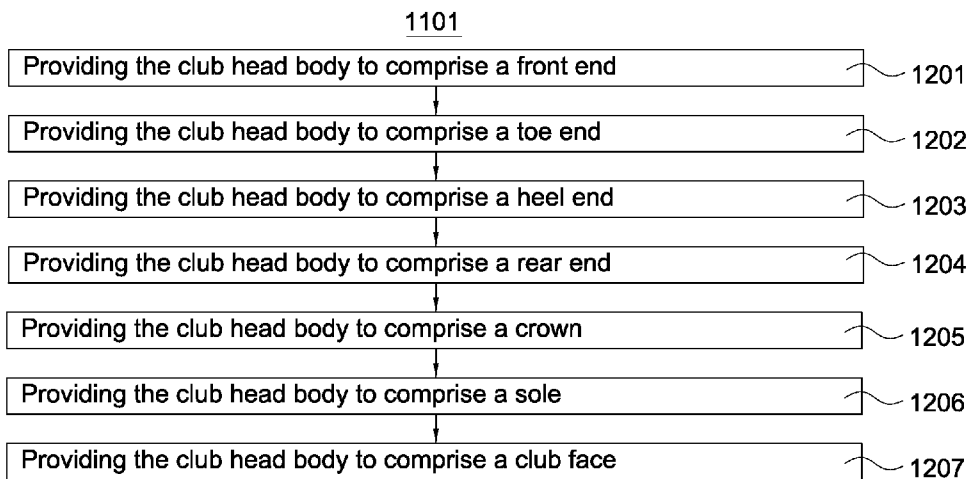 1101
Providing the club head body to comprise a front end 1201
Providing the club head body to comprise a toe end 1202
Providing the club head body to comprise a heel end 1203
Providing the club head body to comprise a rear end 1204
Providing the club head body to comprise a crown 1205
Providing the club head body to comprise a sole 1206
Providing the club head body to comprise a club face 1207